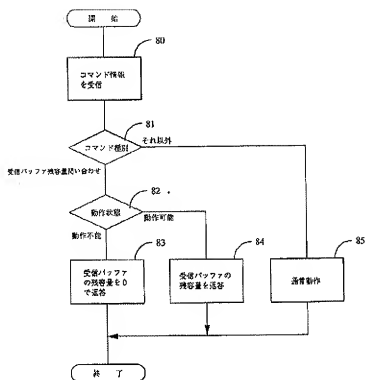 開 始
80
コマンド情報
を受信
81
コマンド種別
それ以外
受信バッファ残容量問い合わせ
82
動作状態
動作可能
動作不能
83
84
85
受信バッファ
の残容量を0
で返答
受信バッファの
残容量を返答
通常動作
終 了